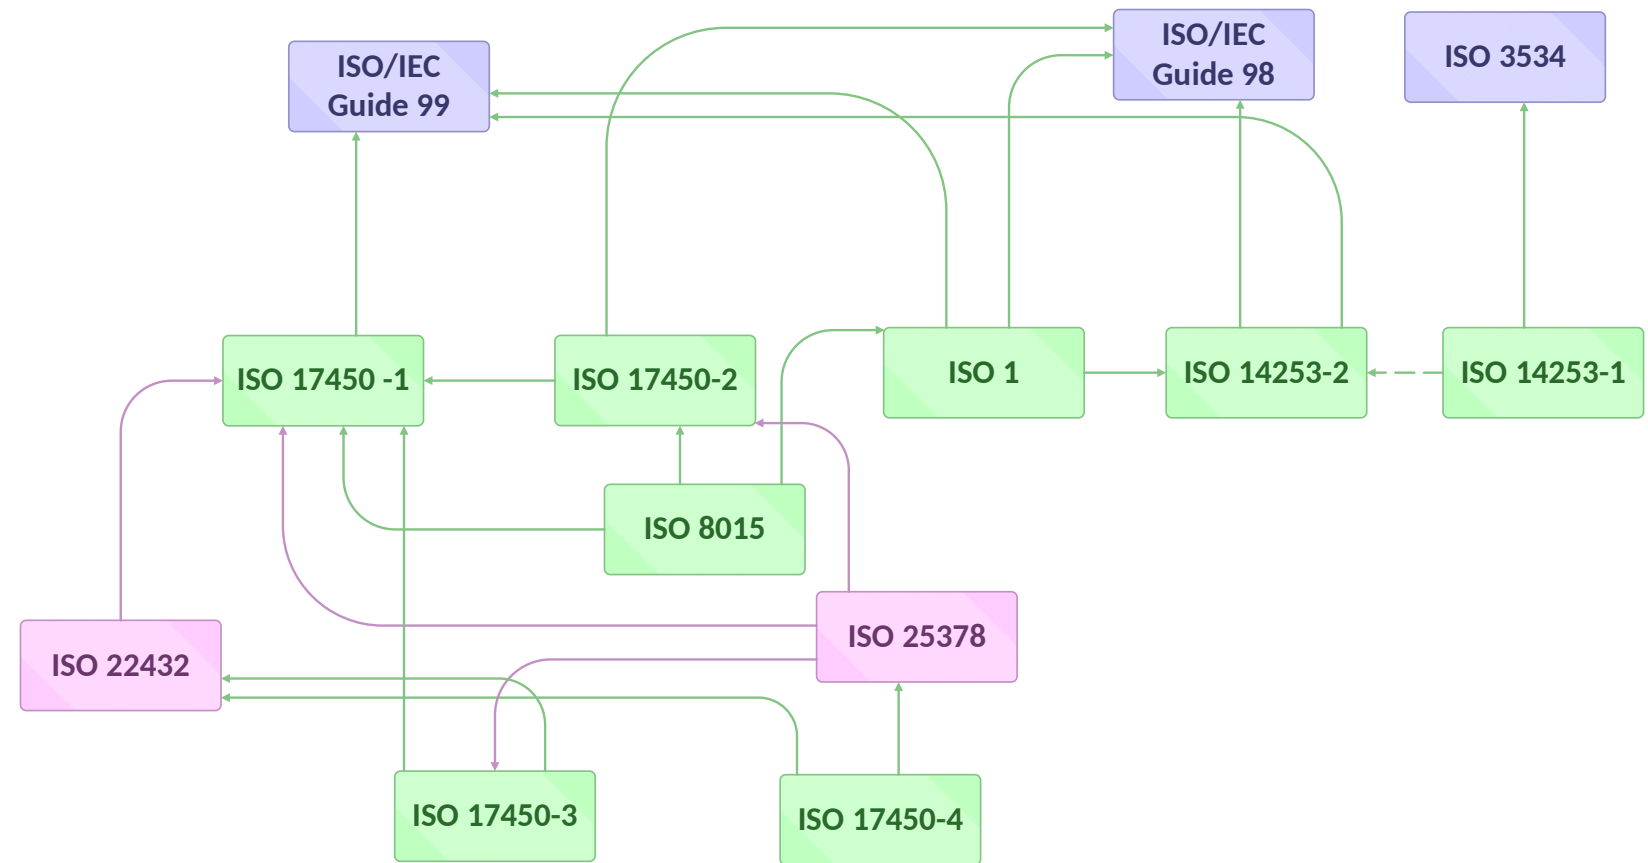 ISO/IEC
Guide 99
ISO/IEC
Guide 98
ISO 3534
ISO 17450 -1
ISO 17450-2
ISO 1
ISO 14253-2
ISO 14253-1
ISO 8015
ISO 25378
ISO 22432
ISO 17450-3
ISO 17450-4